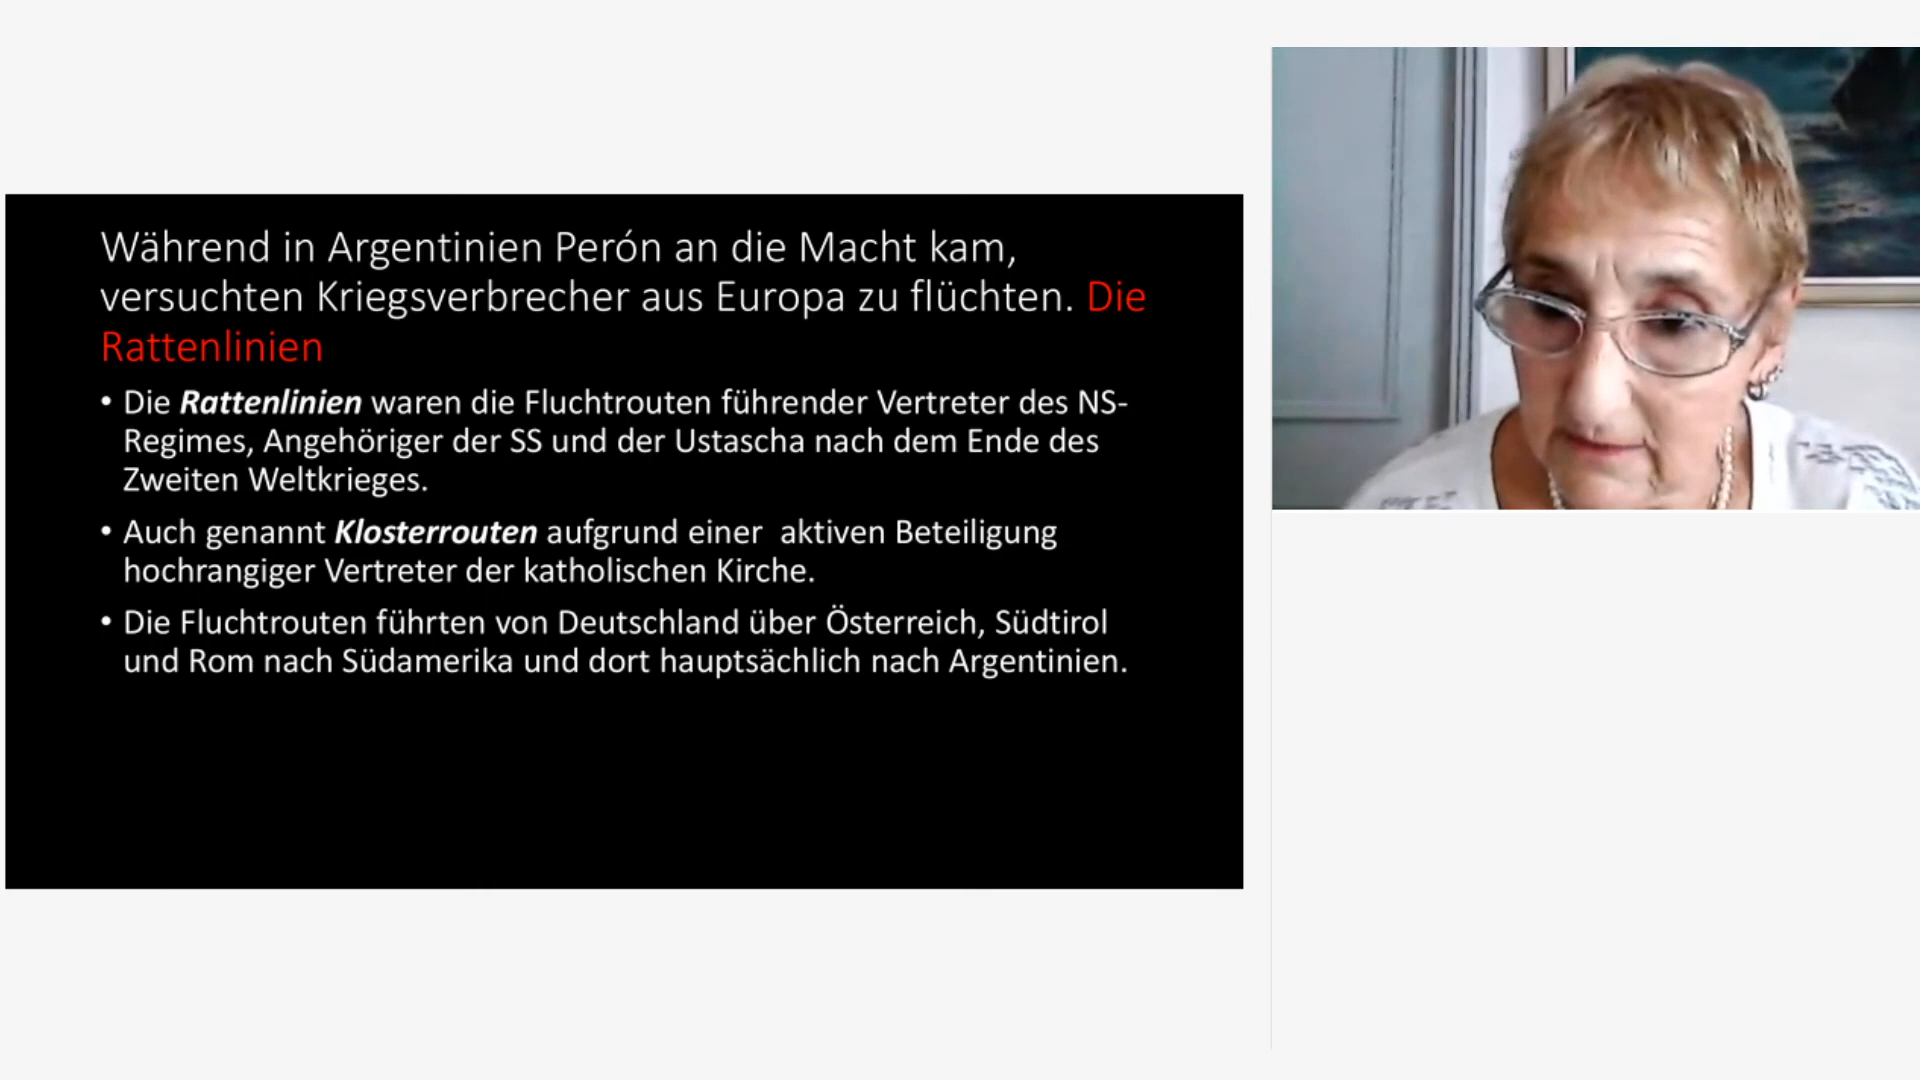 Während in Argentinien Perón an die Macht kam,
versuchten Kriegsverbrecher aus Europa zu flüchten. Die
Rattenlinien
• Die Rattenlinien waren die Fluchtrouten führender Vertreter des NS-
Regimes, Angehöriger der SS und der Ustascha nach dem Ende des
Zweiten Weltkrieges.
• Auch genannt Klosterrouten aufgrund einer  aktiven Beteiligung
hochrangiger Vertreter der katholischen Kirche.
• Die Fluchtrouten führten von Deutschland über Österreich, Südtirol
und Rom nach Südamerika und dort hauptsächlich nach Argentinien.